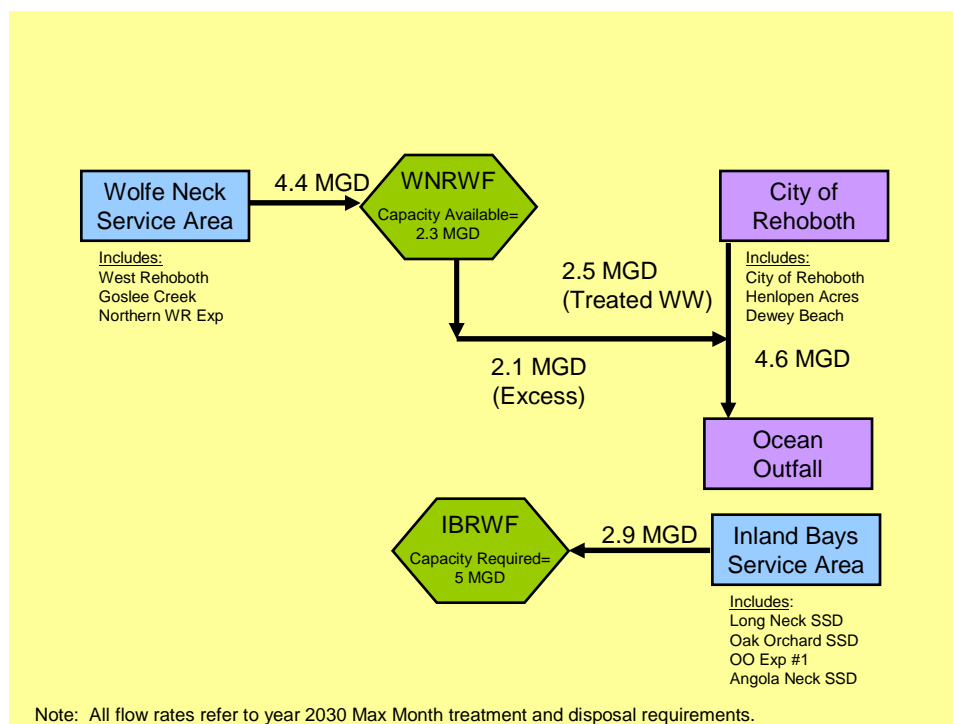 Wolfe Neck
Service Area
Includes:
West Rehoboth
Goslee Creek
Northern WR Exp
4.4 MGD
WNRWF
Capacity Available=
2.3 MGD
City of
Rehoboth
Includes:
City of Rehoboth
Henlopen Acres
Dewey Beach
2.5 MGD
(Treated WW)
2.1 MGD
(Excess)
4.6 MGD
Ocean
Outfall
IBRWF
Capacity Required=
5 MGD
2.9 MGD
Inland Bays
Service Area
Includes:
Long Neck SSD
Oak Orchard SSD
OO Exp #1
Angola Neck SSD
Note: All flow rates refer to year 2030 Max Month treatment and disposal requirements.